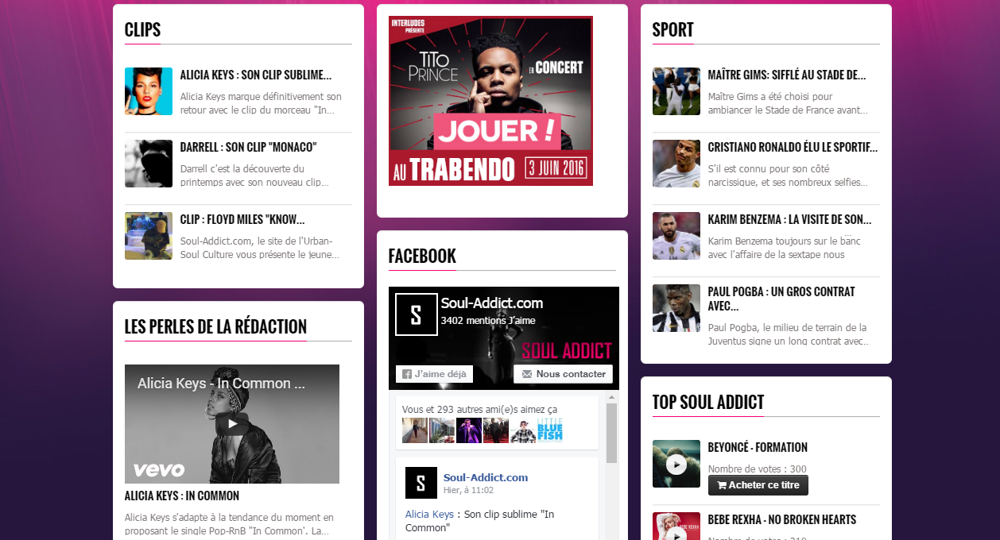 CLIPS
ALICIA KEYS : SON CLIP SUBLIME...
Alicia Keys marque définitivement son
retour avec le clip du morceau "In...
DARRELL : SON CLIP "MONACO"
Darrell c'est la découverte du
printemps avec son nouveau clip...
CLIP : FLOYD MILES "KNOW...
Soul-Addict.com, le site de l'Urban-
Soul Culture vous présente le jeune...
LES PERLES DE LA RÉDACTION
Alicia Keys - In Common ...
vevo
ALICIA KEYS : IN COMMON
Alicia Keys s'adapte à la tendance du moment en
proposant le single Pop-RnB "In Common'. La...
INTERLUDES
PRÉSENTE
TiTo
PRINCE
EN CONCERT
JOUER !
AU TRABENDO
3 JUIN 2016
FACEBOOK
S
Soul-Addict.com
3402 mentions J'aime
SOUL ADDICT
J'aime déjà
Nous contacter
Vous et 293 autres ami(e)s aimez ça
LITTLE
BLUE
FISH
S
Soul-Addict.com
Hier, à 11:02
Alicia Keys : Son clip sublime "In
Common"
SPORT
MAÎTRE GIMS: SIFFLÉ AU STADE DE...
Maître Gims a été choisi pour
ambiancer le Stade de France avant...
CRISTIANO RONALDO ÉLU LE SPORTIF...
S'il est connu pour son côté
narcissique, et ses nombreux selfies...
KARIM BENZEMA : LA VISITE DE SON...
Karim Benzema toujours sur le banc
avec l'affaire de la sextape nous
...
PAUL POGBA : UN GROS CONTRAT
AVEC...
Paul Pogba, le milieu de terrain de la
Juventus signe un long contrat avec...
TOP SOUL ADDICT
BEYONCÉ - FORMATION
Nombre de votes : 300
Acheter ce titre
BEBE REXHA - NO BROKEN HEARTS
BEBE REXHA
Nombre de votes : 219